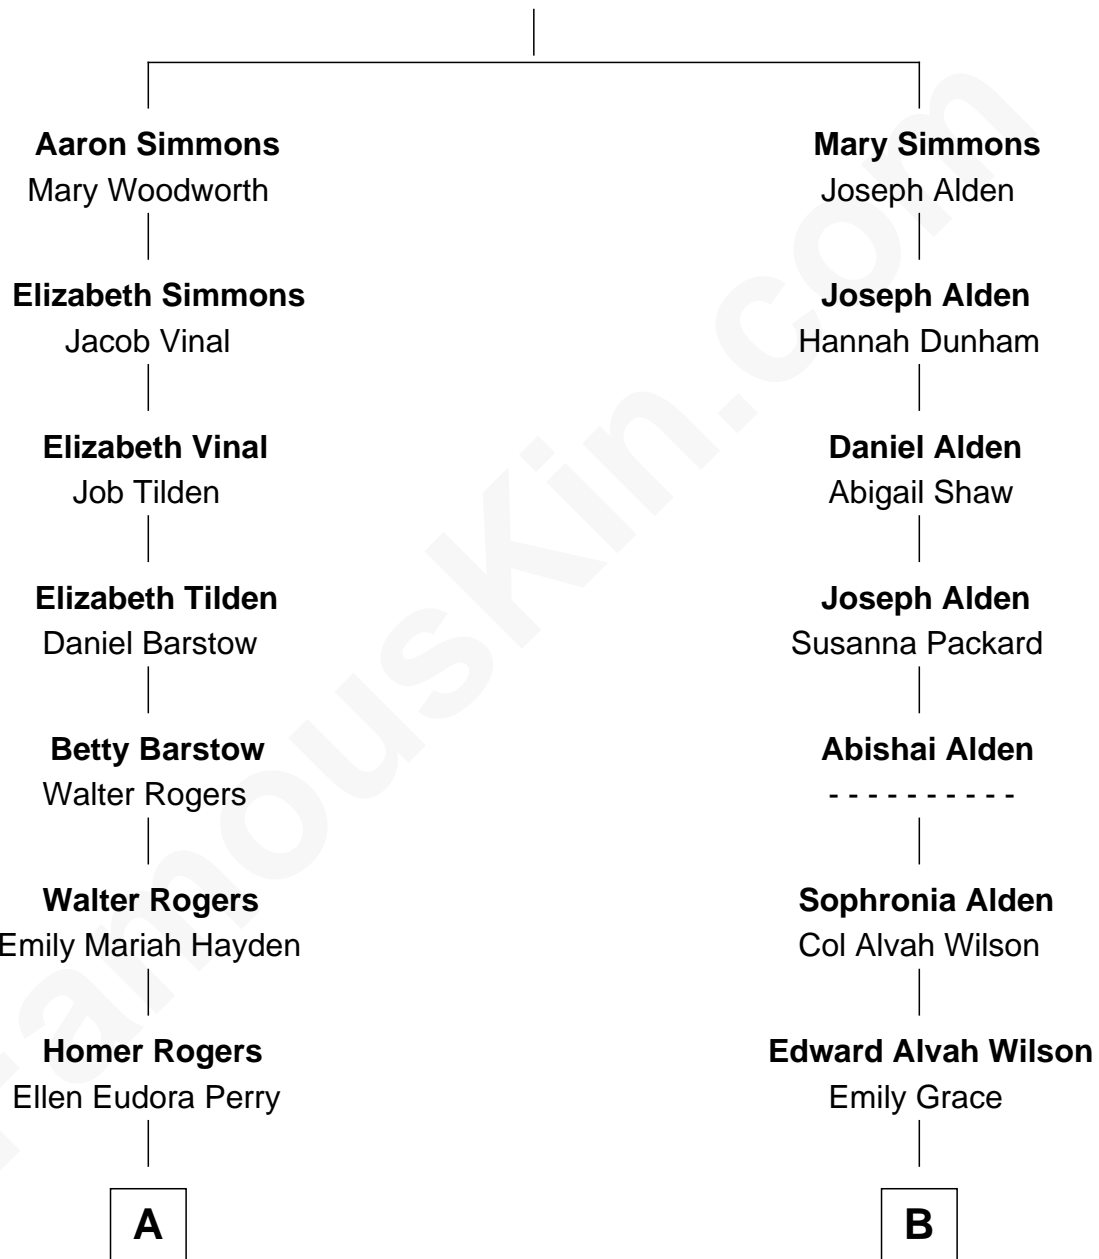 Aaron Simmons
Mary Woodworth
Elizabeth Simmons
Jacob Vinal
Elizabeth Vinal
Job Tilden
Elizabeth Tilden
Daniel Barstow
Betty Barstow
Walter Rogers
Walter Rogers
Emily Mariah Hayden
Homer Rogers
Ellen Eudora Perry
A
Mary Simmons
Joseph Alden
Joseph Alden
Hannah Dunham
Daniel Alden
Abigail Shaw
Joseph Alden
Susanna Packard
Abishai Alden
- - - - - - - - - -
Sophronia Alden
Col Alvah Wilson
Edward Alvah Wilson
Emily Grace
B
FamousKin.com